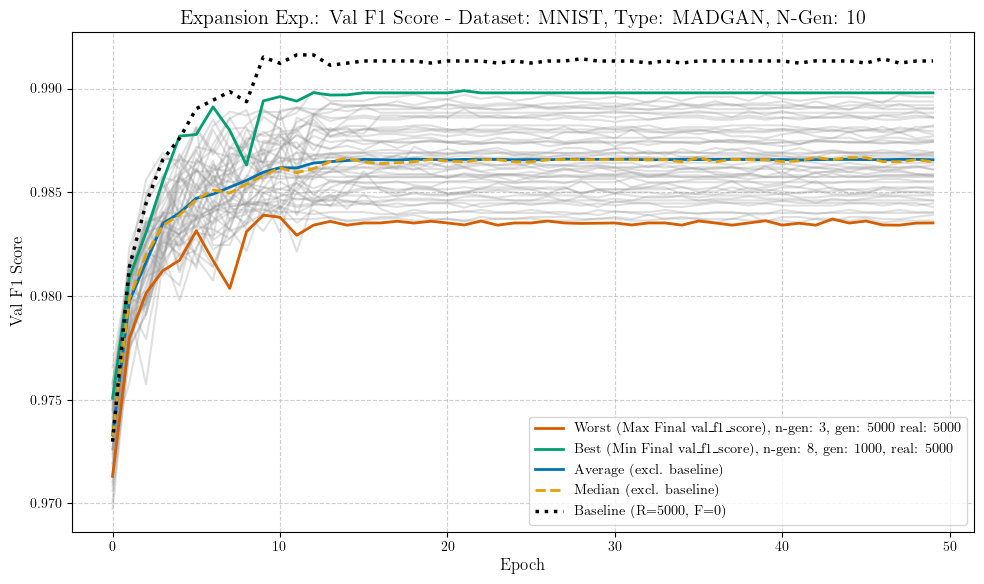 Expansion Exp.: Val F1 Score - Dataset: MNIST, Type: MADGAN, N-Gen: 10
Val F1 Score
0.990
0.985
0.980
0.975
0.970
Worst (Max Final val_f1_score), n-gen: 3, gen: 5000 real: 5000
Best (Min Final val_f1_score), n-gen: 8, gen: 1000, real: 5000
Average (excl. baseline)
Median (excl. baseline)
Baseline (R=5000, F=0)
0 10 20 30 40 50
Epoch